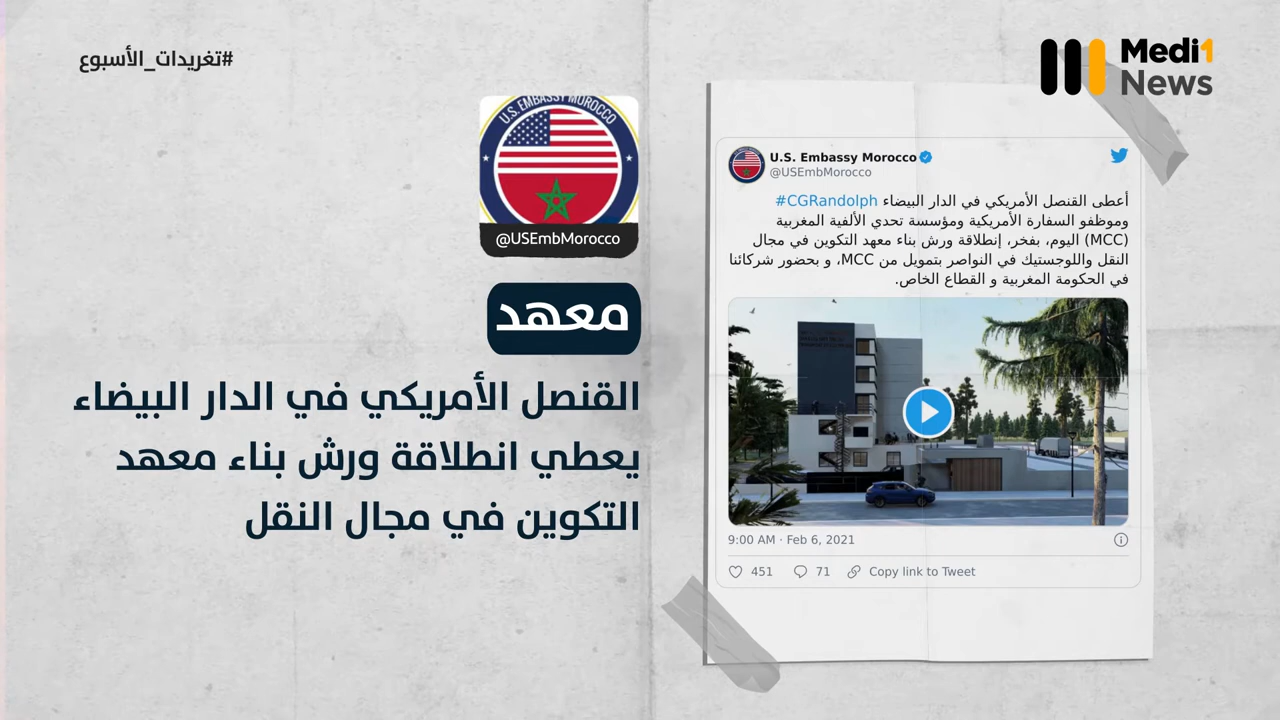 #تغريدات_الأسبوع
Medi1
News
U.S. EMBASSY MOROCCO
@USEmbMorocco
معهد
القنصل الأمريكي في الدار البيضاء
يعطي انطلاقة ورش بناء معهد
التكوين في مجال النقل
U.S. Embassy Morocco
@USEmbMorocco
أعطى القنصل الأمريكي في الدار البيضاء #CGRandolph
وموظفو السفارة الأمريكية ومؤسسة تحدي الألفية المغربية
(MCC) اليوم، بفخر، إنطلاقة ورش بناء معهد التكوين في مجال
النقل واللوجستيك في النواصر بتمويل من MCC، و بحضور شركائنا
في الحكومة المغربية و القطاع الخاص.
9:00 AM · Feb 6, 2021
451 71 Copy link to Tweet